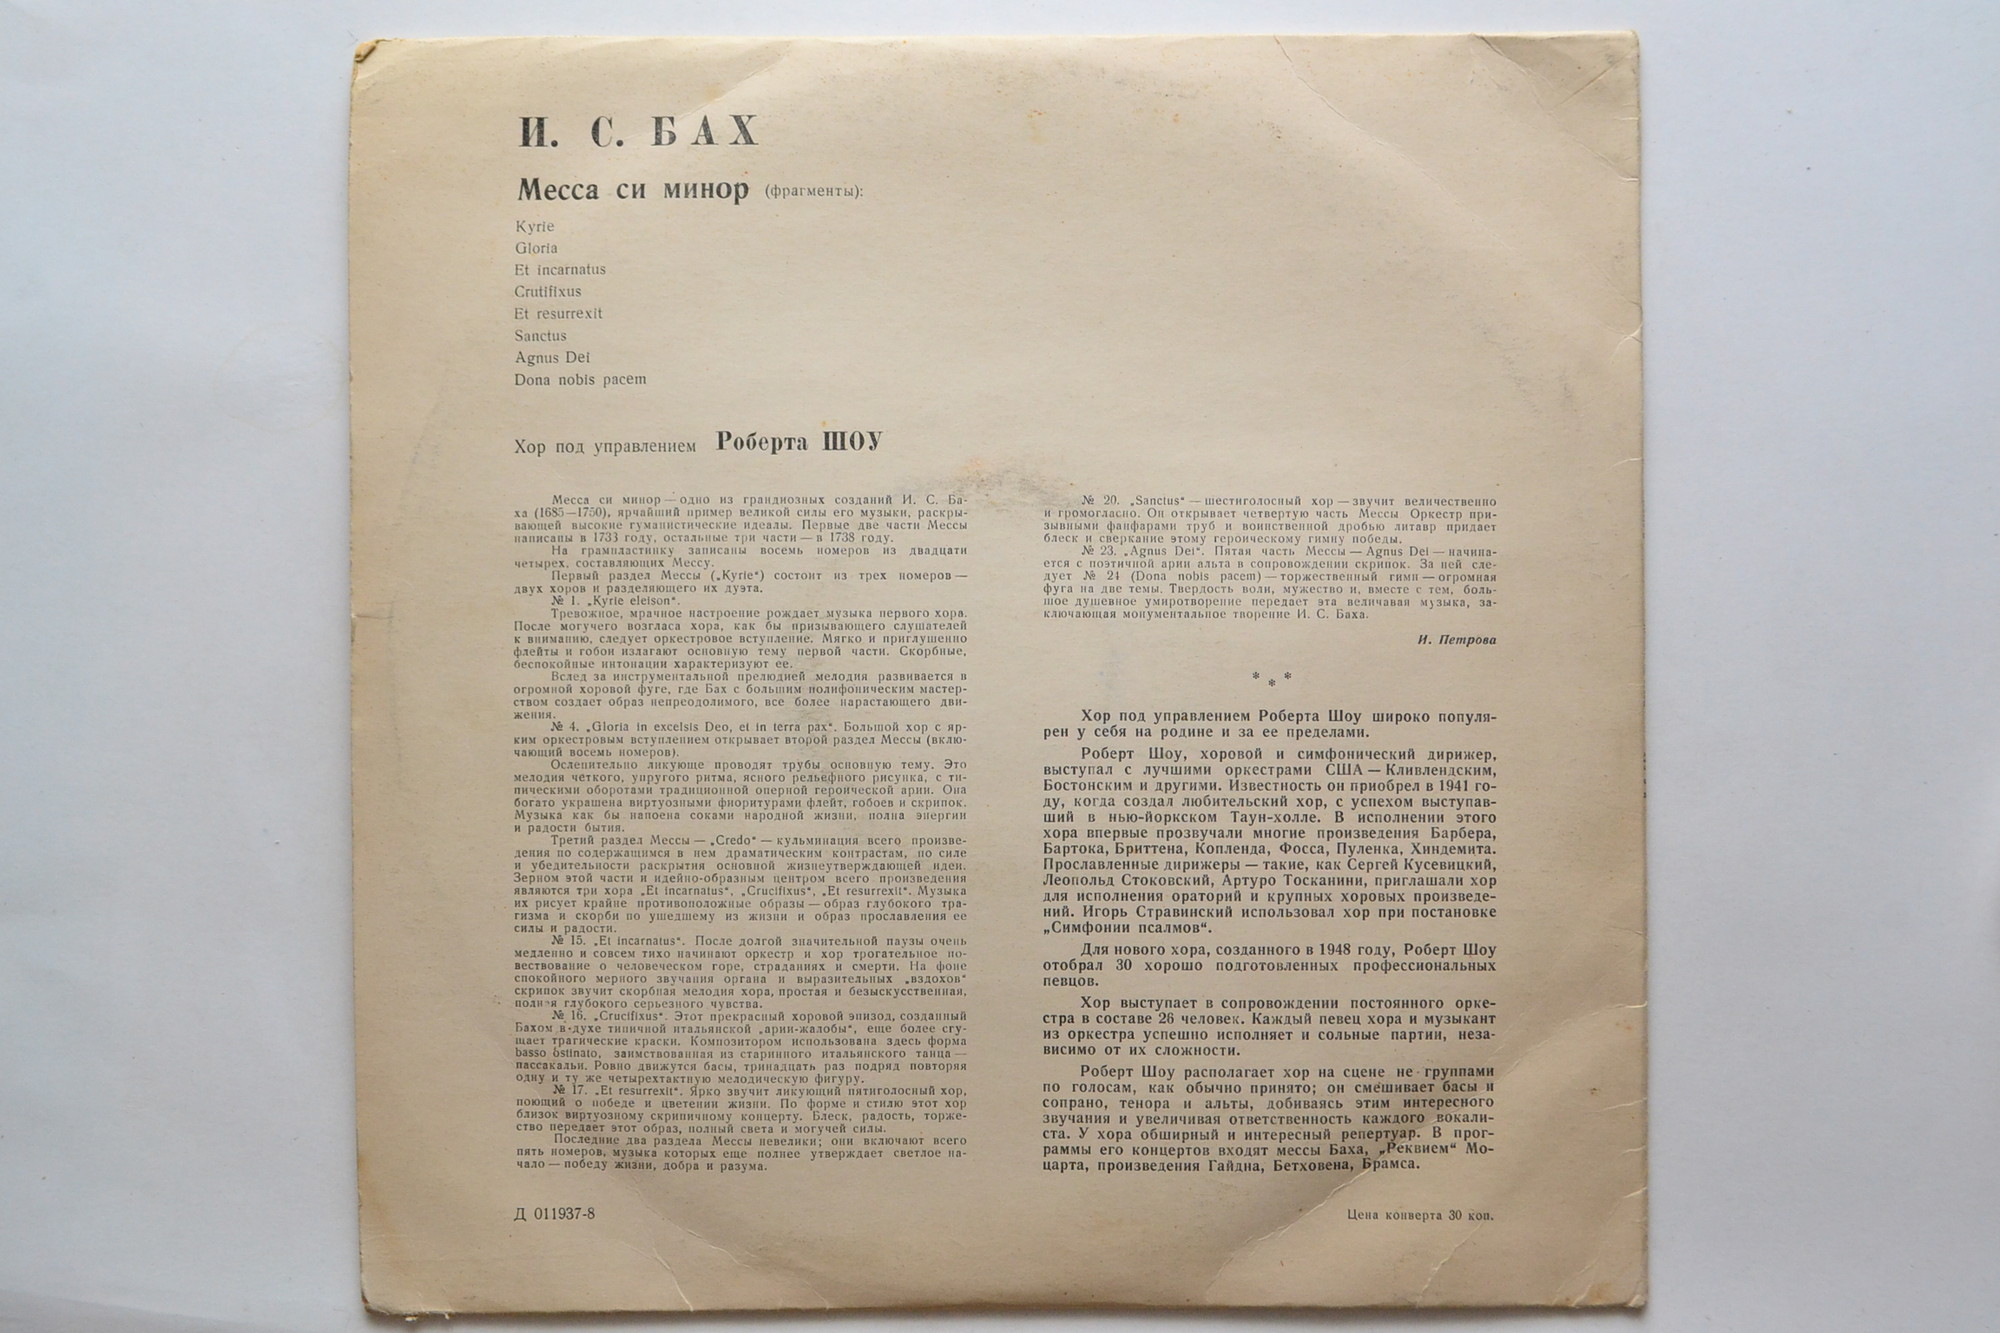 И. С. БАХ
Месса си минор (фрагменты):
Kyrie
Gloria
Et incarnatus
Crutifixus
Et resurrexit
Sanctus
Agnus Dei
Dona nobis pacem
Хор под управлением Роберта ШОУ
Месса си минор — одно из грандиозных созданий И. С. Ба-
ха (1685—1750), ярчайший пример великой силы его музыки, раскры-
вающей высокие гуманистические идеалы. Первые две части Мессы
написаны в 1733 году, остальные три части — в 1738 году.
На грампластинку записаны восемь номеров из двадцати
четырех, составляющих Мессу.
Первый раздел Мессы („Kyrie“) состоит из трех номеров —
двух хоров и разделяющего их дуэта.
№ 1. „Kyrie eleison“.
Тревожное, мрачное настроение рождает музыка первого хора.
После могучего возгласа хора, как бы призывающего слушателей
к вниманию, следует оркестровое вступление. Мягко и приглушенно
флейты и гобои излагают основную тему первой части. Скорбные,
беспокойные интонации характеризуют ее.
Вслед за инструментальной прелюдией мелодия развивается в
огромной хоровой фуге, где Бах с большим полифоническим мастер-
ством создает образ непреодолимого, все более нарастающего дви-
жения.
№ 4. „Gloria in excelsis Deo, et in terra pax“. Большой хор с яр-
ким оркестровым вступлением открывает второй раздел Мессы (вклю-
чающий восемь номеров).
Ослепительно ликующе проводят трубы основную тему. Это
мелодия четкого, упругого ритма, ясного рельефного рисунка, с ти-
пическими оборотами традиционной оперной героической арии. Она
богато украшена виртуозными фиоритурами флейт, гобоев и скрипок.
Музыка как бы напоена соками народной жизни, полна энергии
и радости бытия.
Третий раздел Мессы — „Credo“ — кульминация всего произве-
дения по содержащимся в нем драматическим контрастам, по силе
и убедительности раскрытия основной жизнеутверждающей идеи.
Зерном этой части и идейно-образным центром всего произведения
являются три хора „Et incarnatus“, „Crucifixus“, „Et resurrexit“. Музыка
их рисует крайне противоположные образы — образ глубокого тра-
гизма и скорби по ушедшему из жизни и образ прославления ее
силы и радости.
№ 15. „Et incarnatus“. После долгой значительной паузы очень
медленно и совсем тихо начинают оркестр и хор трогательное по-
вествование о человеческом горе, страданиях и смерти. На фоне
спокойного мерного звучания органа и выразительных „вздохов“
скрипок звучит скорбная мелодия хора, простая и безыскусственная,
полная глубокого серьезного чувства.
№ 16. „Crucifixus“. Этот прекрасный хоровой эпизод, созданный
Бахом в духе типичной итальянской „арии-жалобы“, еще более сгу-
щает трагические краски. Композитором использована здесь форма
basso ostinato, заимствованная из старинного итальянского танца —
пассакальи. Ровно движутся басы, тринадцать раз подряд повторяя
одну и ту же четырехтактную мелодическую фигуру.
№ 17. „Et resurrexit“. Ярко звучит ликующий пятиголосный хор,
поющий о победе и цветении жизни. По форме и стилю этот хор
близок виртуозному скрипичному концерту. Блеск, радость, торже-
ство передает этот образ, полный света и могучей силы.
Последние два раздела Мессы невелики; они включают всего
пять номеров, музыка которых еще полнее утверждает светлое на-
чало — победу жизни, добра и разума.
№ 20. „Sanctus“ — шестиголосный хор — звучит величественно
и громогласно. Он открывает четвертую часть Мессы Оркестр при-
зывными фанфарами труб и воинственной дробью литавр придает
блеск и сверкание этому героическому гимну победы.
№ 23. „Agnus Dei“. Пятая часть Мессы — Agnus Dei — начина-
ется с поэтичной арии альта в сопровождении скрипок. За ней сле-
дует № 24 (Dona nobis pacem) — торжественный гимн — огромная
фуга на две темы. Твердость воли, мужество и, вместе с тем, боль-
шое душевное умиротворение передает эта величавая музыка, за-
ключающая монументальное творение И. С. Баха.
И. Петрова
* * *
Хор под управлением Роберта Шоу широко популя-
рен у себя на родине и за ее пределами.
Роберт Шоу, хоровой и симфонический дирижер,
выступал с лучшими оркестрами США — Кливлендским,
Бостонским и другими. Известность он приобрел в 1941 го-
ду, когда создал любительский хор, с успехом выступав-
ший в нью-йоркском Таун-холле. В исполнении этого
хора впервые прозвучали многие произведения Барбера,
Бартока, Бриттена, Копленда, Фосса, Пуленка, Хиндемита.
Прославленные дирижеры — такие, как Сергей Кусевицкий,
Леопольд Стоковский, Артуро Тосканини, приглашали хор
для исполнения ораторий и крупных хоровых произведе-
ний. Игорь Стравинский использовал хор при постановке
„Симфонии псалмов“.
Для нового хора, созданного в 1948 году, Роберт Шоу
отобрал 30 хорошо подготовленных профессиональных
певцов.
Хор выступает в сопровождении постоянного орке-
стра в составе 26 человек. Каждый певец хора и музыкант
из оркестра успешно исполняет и сольные партии, неза-
висимо от их сложности.
Роберт Шоу располагает хор на сцене не группами
по голосам, как обычно принято; он смешивает басы и
сопрано, тенора и альты, добиваясь этим интересного
звучания и увеличивая ответственность каждого вокали-
ста. У хора обширный и интересный репертуар. В прог-
раммы его концертов входят мессы Баха, „Реквием“ Мо-
царта, произведения Гайдна, Бетховена, Брамса.
Д 011937-8
Цена конверта 30 коп.